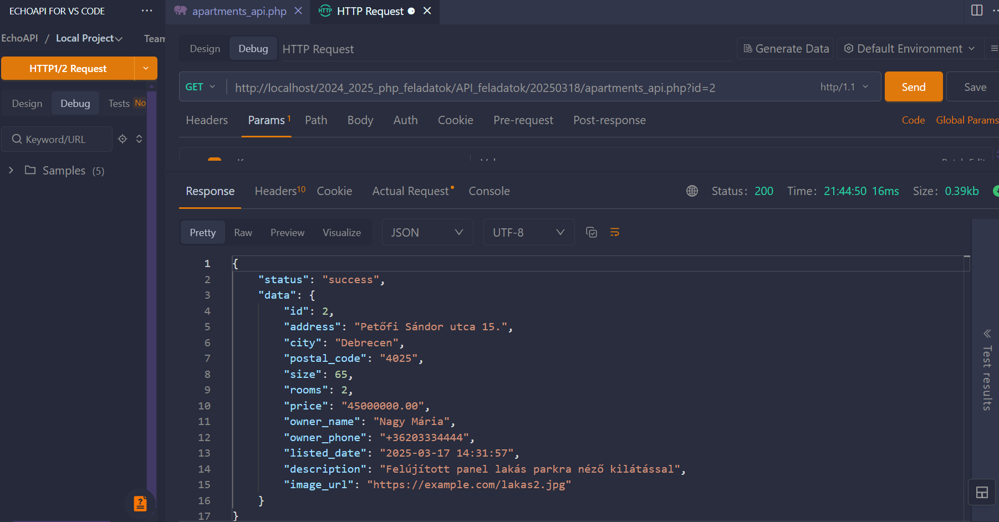 ECHOAPI FOR VS CODE
apartments_api.php
HTTP HTTP Request
EchoAPI / Local Project
Team
HTTP1/2 Request
Design Debug Tests No
Keyword/URL
Samples (5)
Design Debug HTTP Request
Generate Data
Default Environment
GET http://localhost/2024_2025_php_feladatok/API_feladatok/20250318/apartments_api.php?id=2 http/1.1
Send
Save
Headers Params 1 Path Body Auth Cookie Pre-request Post-response
Code Global Params
Response Headers 10 Cookie Actual Request Console
Status: 200 Time: 21:44:50 16ms Size: 0.39kb
Pretty Raw Preview Visualize JSON UTF-8
1 {
2 "status": "success",
3 "data": {
4 "id": 2,
5 "address": "Petőfi Sándor utca 15.",
6 "city": "Debrecen",
7 "postal_code": "4025",
8 "size": 65,
9 "rooms": 2,
10 "price": "45000000.00",
11 "owner_name": "Nagy Mária",
12 "owner_phone": "+36203334444",
13 "listed_date": "2025-03-17 14:31:57",
14 "description": "Felújított panel lakás parkra néző kilátással",
15 "image_url": "https://example.com/lakas2.jpg"
16 }
17 }
Test results